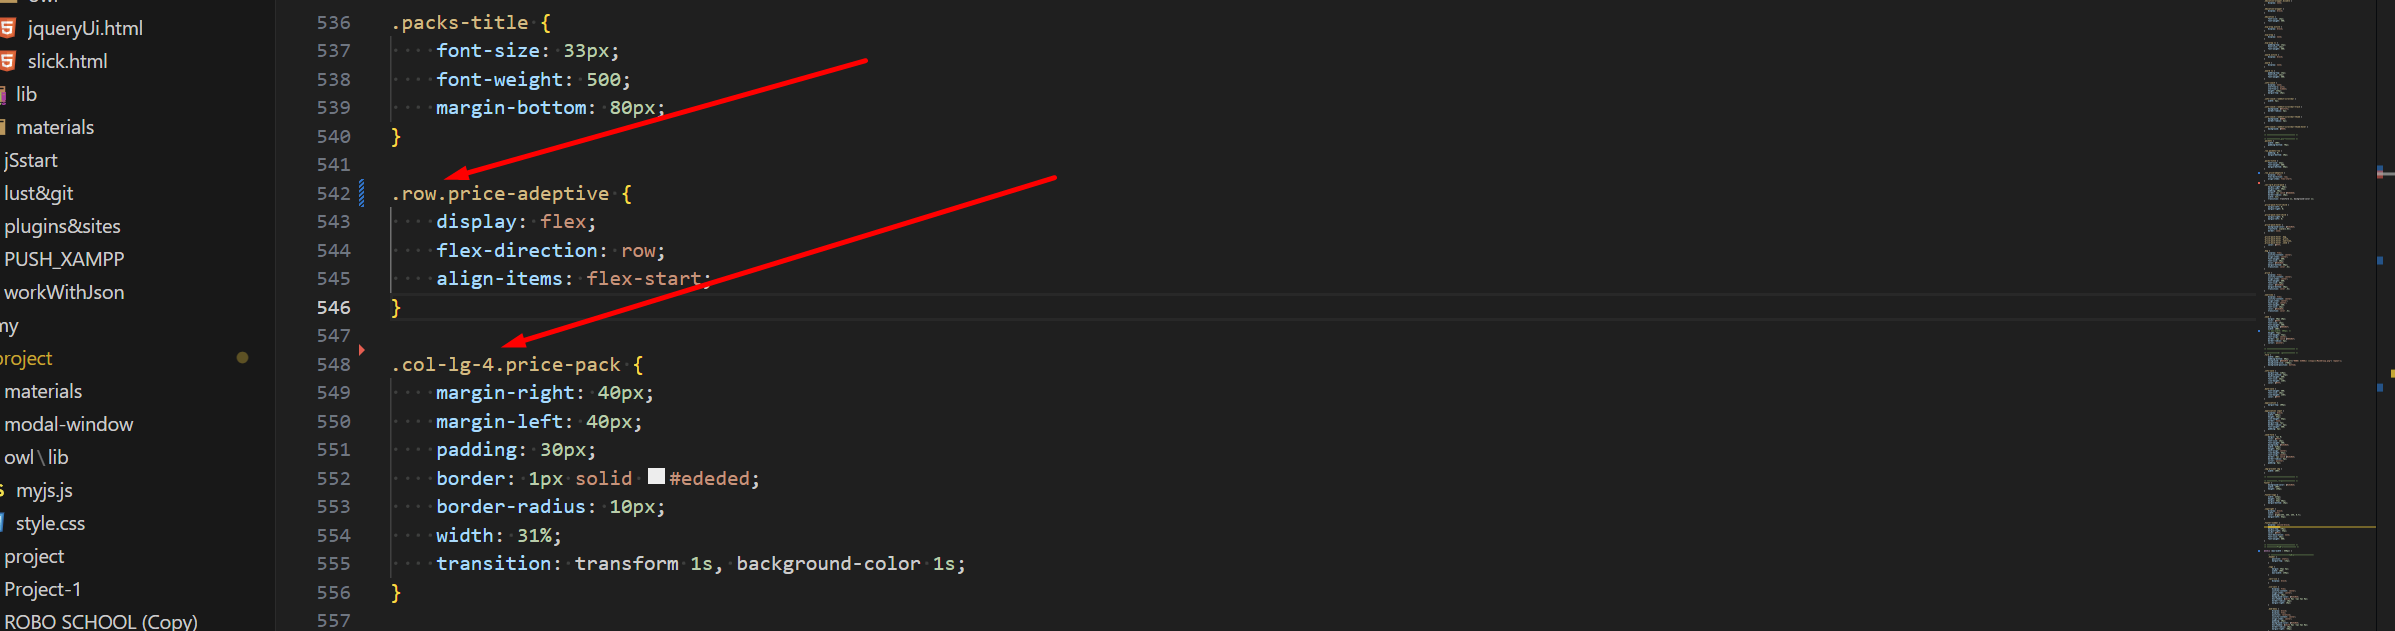 jqueryUi.html
slick.html
lib
materials
jSstart
lust&git
plugins&sites
PUSH_XAMPP
workWithJson
my
project
materials
modal-window
owl\lib
myjs.js
style.css
project
Project-1
ROBO SCHOOL (Copy)
536 .packs-title {
537 font-size: 33px;
538 font-weight: 500;
539 margin-bottom: 80px;
540 }
541
542 .row.price-adeptive {
543 display: flex;
544 flex-direction: row;
545 align-items: flex-start;
546 }
547
548 .col-lg-4.price-pack {
549 margin-right: 40px;
550 margin-left: 40px;
551 padding: 30px;
552 border: 1px solid #ededed;
553 border-radius: 10px;
554 width: 31%;
555 transition: transform 1s, background-color 1s;
556 }
557